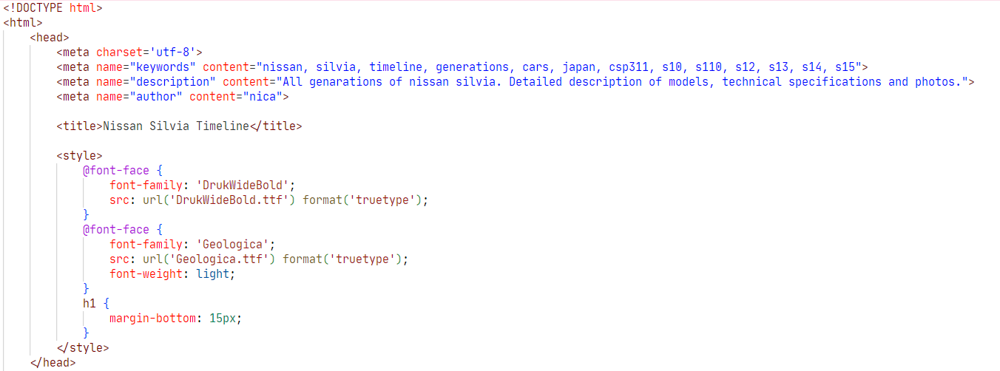 <!DOCTYPE html>
<html>
<head>
<meta charset='utf-8'>
<meta name="keywords" content="nissan, silvia, timeline, generations, cars, japan, csp311, s10, s110, s12, s13, s14, s15">
<meta name="description" content="All genarations of nissan silvia. Detailed description of models, technical specifications and photos.">
<meta name="author" content="nica">
<title>Nissan Silvia Timeline</title>
<style>
@font-face {
font-family: 'DrukWideBold';
src: url('DrukWideBold.ttf') format('truetype');
}
@font-face {
font-family: 'Geologica';
src: url('Geologica.ttf') format('truetype');
font-weight: light;
}
h1 {
margin-bottom: 15px;
}
</style>
</head>